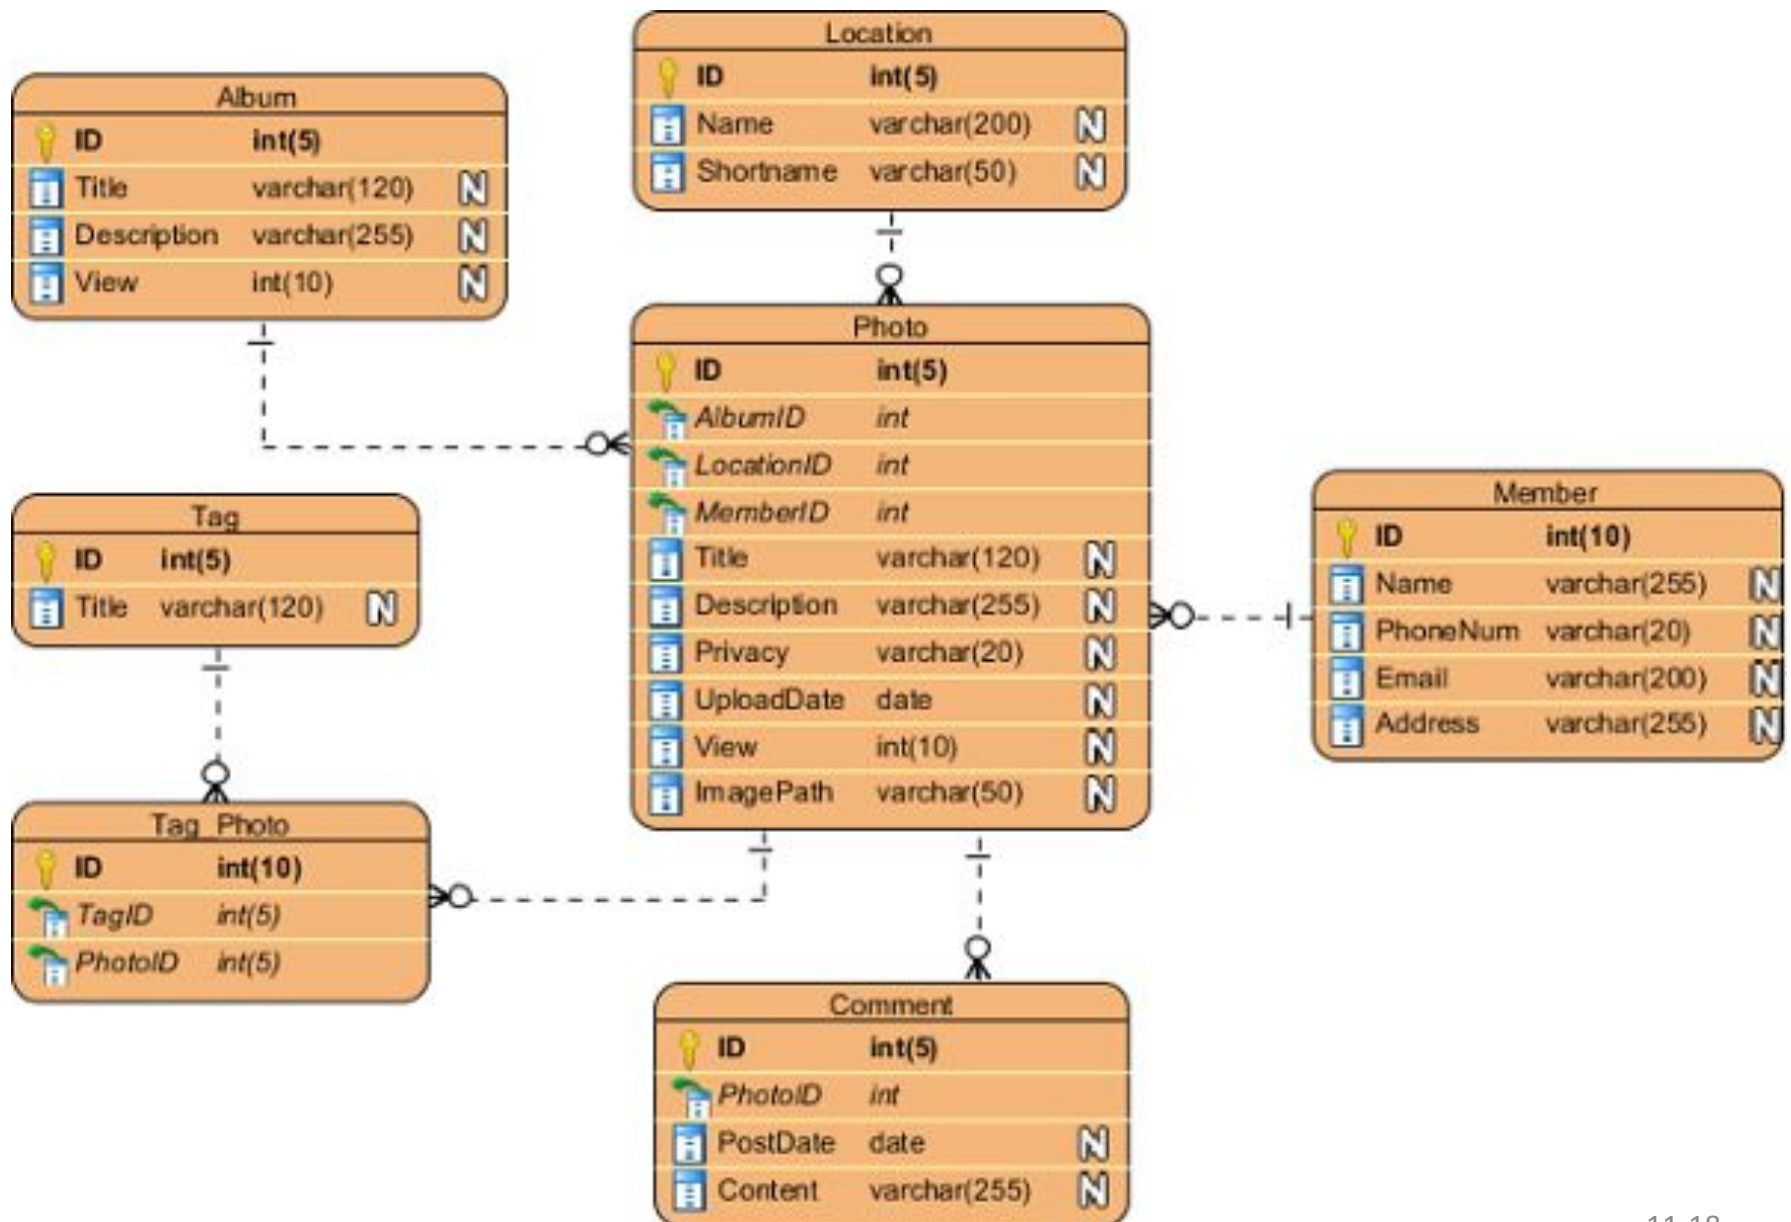 Location
ID int(5)
Name varchar(200) N
Shortname varchar(50) N
Album
ID int(5)
Title varchar(120) N
Description varchar(255) N
View int(10) N
Photo
ID int(5)
AlbumID int
LocationID int
MemberID int
Title varchar(120) N
Description varchar(255) N
Privacy varchar(20) N
UploadDate date N
View int(10) N
ImagePath varchar(50) N
Tag
ID int(5)
Title varchar(120) N
Member
ID int(10)
Name varchar(255) N
PhoneNum varchar(20) N
Email varchar(200) N
Address varchar(255) N
Tag_Photo
ID int(10)
TagID int(5)
PhotoID int(5)
Comment
ID int(5)
PhotoID int
PostDate date N
Content varchar(255) N